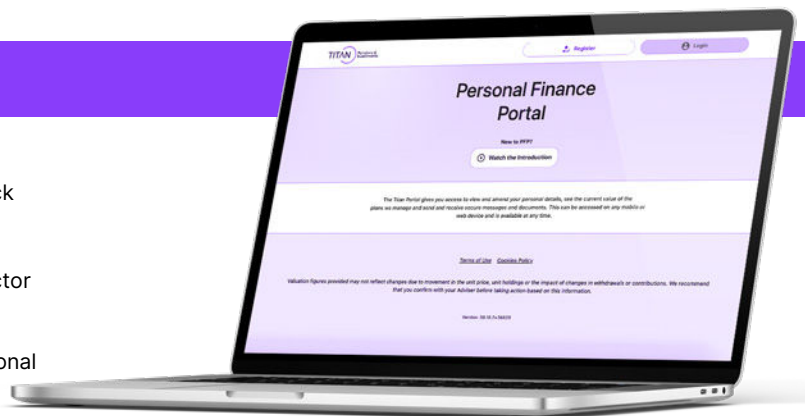 ck
ctor
onal
TITAN
Register
Login
Personal Finance
Portal
New to PFP?
Watch the Introduction
The Titan Portal gives you access to view and amend your personal details, see the current value of the
plans we manage and send and receive secure messages and documents. This can be accessed on any mobile or
web device and is available at any time.
Terms of Use Cookies Policy
Valuation figures provided may not reflect changes due to movement in the unit price, unit holdings or the impact of changes in withdrawals or contributions. We recommend
that you confirm with your Adviser before taking action based on this information.